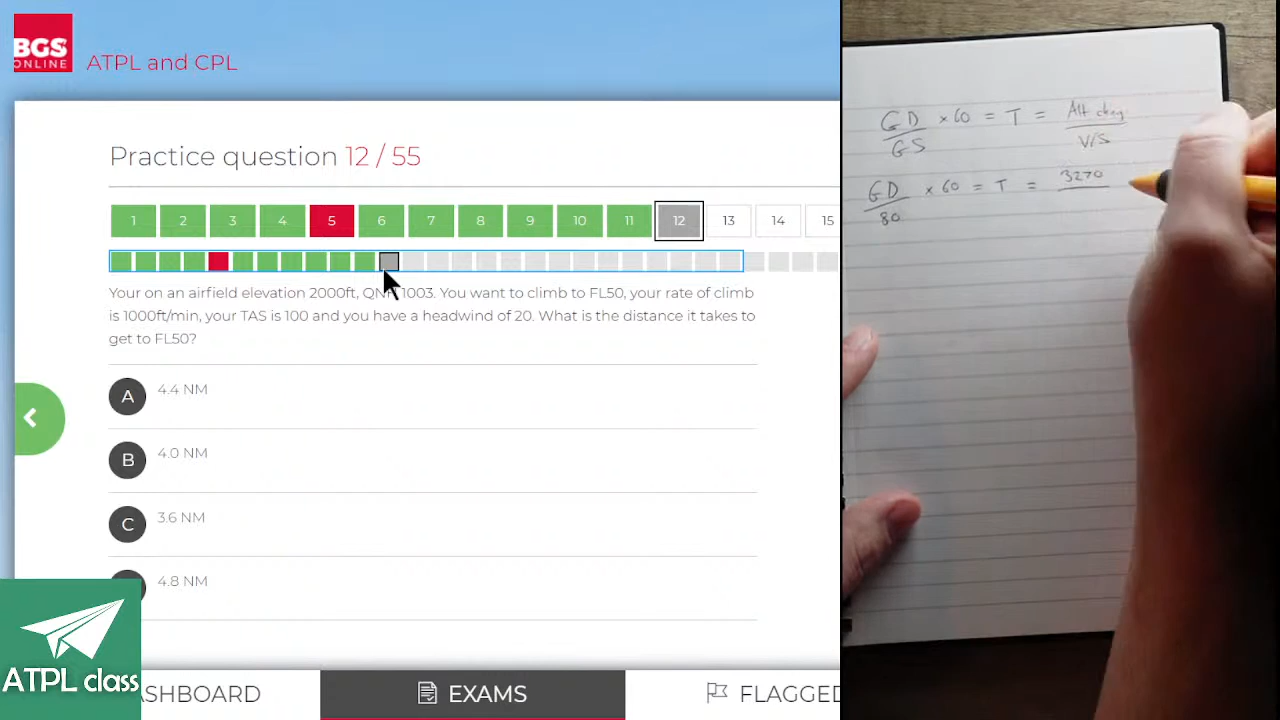 BGS
ONLINE
ATPL and CPL
Practice question 12 / 55
1 2 3 4 5 6 7 8 9 10 11 12 13 14 15
Your on an airfield elevation 2000ft, QNH 1003. You want to climb to FL50, your rate of climb
is 1000ft/min, your TAS is 100 and you have a headwind of 20. What is the distance it takes to
get to FL50?
A 4.4 NM
B 4.0 NM
C 3.6 NM
4.8 NM
ATPL class
ASHBOARD
EXAMS
FLAGGED
GD × 60 = T = Alt
GS V/S
GD × 60 = T = 3270
80